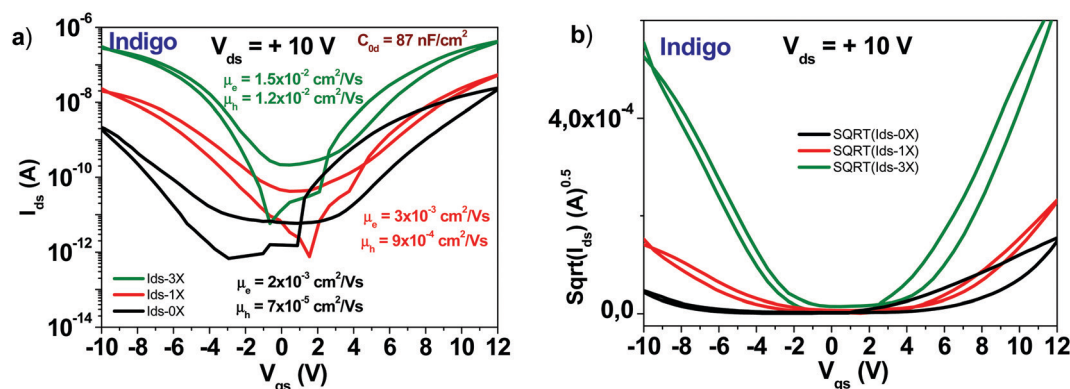 a)
Indigo
V_ds = + 10 V
C_0d = 87 nF/cm²
μ_e = 1.5x10⁻² cm²/Vs
μ_h = 1.2x10⁻² cm²/Vs
μ_e = 3x10⁻³ cm²/Vs
μ_h = 9x10⁻⁴ cm²/Vs
μ_e = 2x10⁻³ cm²/Vs
μ_h = 7x10⁻⁵ cm²/Vs
Ids-3X
Ids-1X
Ids-0X
I_ds (A)
10⁻⁶
10⁻⁸
10⁻¹⁰
10⁻¹²
10⁻¹⁴
-10 -8 -6 -4 -2 0 2 4 6 8 10 12
V_gs (V)
b)
Indigo
V_ds = + 10 V
SQRT(Ids-0X)
SQRT(Ids-1X)
SQRT(Ids-3X)
Sqrt(I_ds) (A)^0.5
4,0x10⁻⁴
0,0
-10 -8 -6 -4 -2 0 2 4 6 8 10 12
V_gs (V)